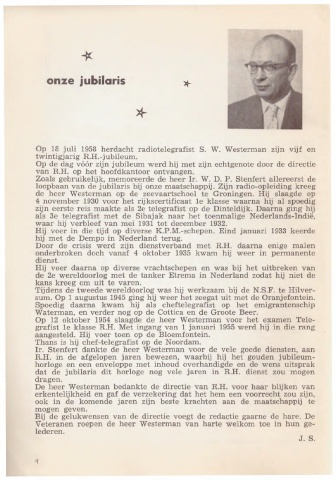 onze jubilaris
Op 18 juli 1958 herdacht radiotelegrafist S. W. Westerman zijn vijf en
twintigjarig R.H.-jubileum.
Op de dag vóór zijn jubileum werd hij met zijn echtgenote door de directie
van R.H. op het hoofdkantoor ontvangen.
Zoals gebruikelijk, memoreerde de heer Ir. W. D. P. Stenfert allereerst de
loopbaan van de jubilaris bij onze maatschappij. Zijn radio-opleiding kreeg
de heer Westerman op de zeevaartschool te Groningen. Hij slaagde op
4 november 1930 voor het rijkscertificaat 1e klasse waarna hij al spoedig
zijn eerste reis maakte als 3e telegrafist op de Dinteldijk. Daarna ging hij
als 3e telegrafist met de Sibajak naar het toenmalige Nederlands-Indië,
waar hij verbleef van mei 1931 tot december 1932.
Hij voer in die tijd op diverse K.P.M.-schepen. Eind januari 1933 keerde
hij met de Dempo in Nederland terug.
Door de crisis werd zijn dienstverband met R.H. daarna enige malen
onderbroken doch vanaf 4 oktober 1935 kwam hij weer in permanente
dienst.
Hij voer daarna op diverse vrachtschepen en was bij het uitbreken van
de 2e wereldoorlog met de tanker Elrema in Nederland zodat hij niet de
kans kreeg om uit te varen.
Tijdens de tweede wereldoorlog was hij werkzaam bij de N.S.F. te Hilver-
sum. Op 1 augustus 1945 ging hij weer het zeegat uit met de Oranjefontein.
Spoedig daarna kwam hij als chef-telegrafist op het emigrantenschip
Waterman, en verder nog op de Cottica en de Groote Beer.
Op 12 oktober 1954 slaagde de heer Westerman voor het examen Tele-
grafist 1e klasse R.H. Met ingang van 1 januari 1955 werd hij in die rang
aangesteld. Hij voer toen op de Bloemfontein.
Thans is hij chef-telegrafist op de Noordam.
Ir. Stenfert dankte de heer Westerman voor de vele goede diensten, aan
R.H. in de afgelopen jaren bewezen, waarbij hij het gouden jubileum-
horloge en een enveloppe met inhoud overhandigde en de wens uitsprak
dat de jubilaris dit horloge nog vele jaren in R.H. dienst zou mogen
dragen.
De heer Westerman bedankte de directie van R.H. voor haar blijken van
erkentelijkheid en gaf de verzekering dat het hem een voorrecht zou zijn,
ook in de komende jaren zijn beste krachten aan de maatschappij te
mogen geven.
Bij de gelukwensen van de directie voegt de redactie gaarne de hare. De
Veteranen roepen de heer Westerman van harte welkom toe in hun ge-
lederen.
J. S.